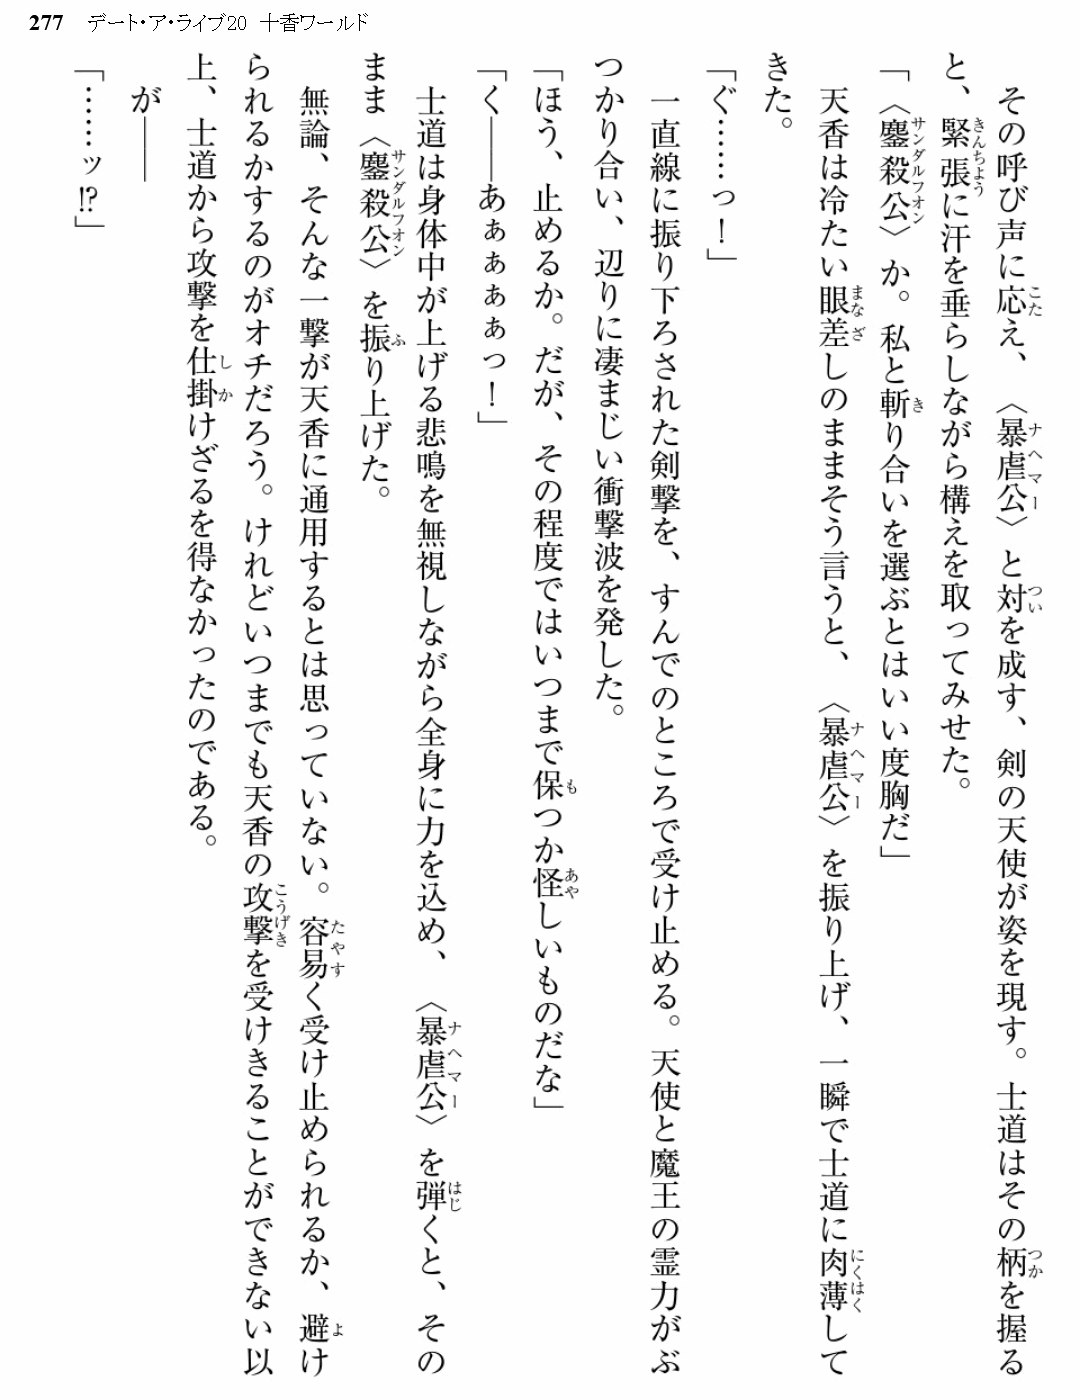 277 デート・ア・ライブ20 十香ワールド
その呼び声に応え、〈暴虐公〉と対を成す、剣の天使が姿を現す。士道はその柄を握る
と、緊張に汗を垂らしながら構えを取ってみせた。
「〈鏖殺公〉か。私と斬り合いを選ぶとはいい度胸だ」
天香は冷たい眼差しのままそう言うと、〈暴虐公〉を振り上げ、一瞬で士道に肉薄して
きた。
「ぐ……っ！」
一直線に振り下ろされた剣撃を、すんでのところで受け止める。天使と魔王の霊力がぶ
つかり合い、辺りに凄まじい衝撃波を発した。
「ほう、止めるか。だが、その程度ではいつまで保つか怪しいものだな」
「く――あぁぁぁぁっ！」
士道は身体中が上げる悲鳴を無視しながら全身に力を込め、〈暴虐公〉を弾くと、その
まま〈鏖殺公〉を振り上げた。
無論、そんな一撃が天香に通用するとは思っていない。容易く受け止められるか、避け
られるかするのがオチだろう。けれどいつまでも天香の攻撃を受けきることができない以
上、士道から攻撃を仕掛けざるを得なかったのである。
が――
「……ッ!?」